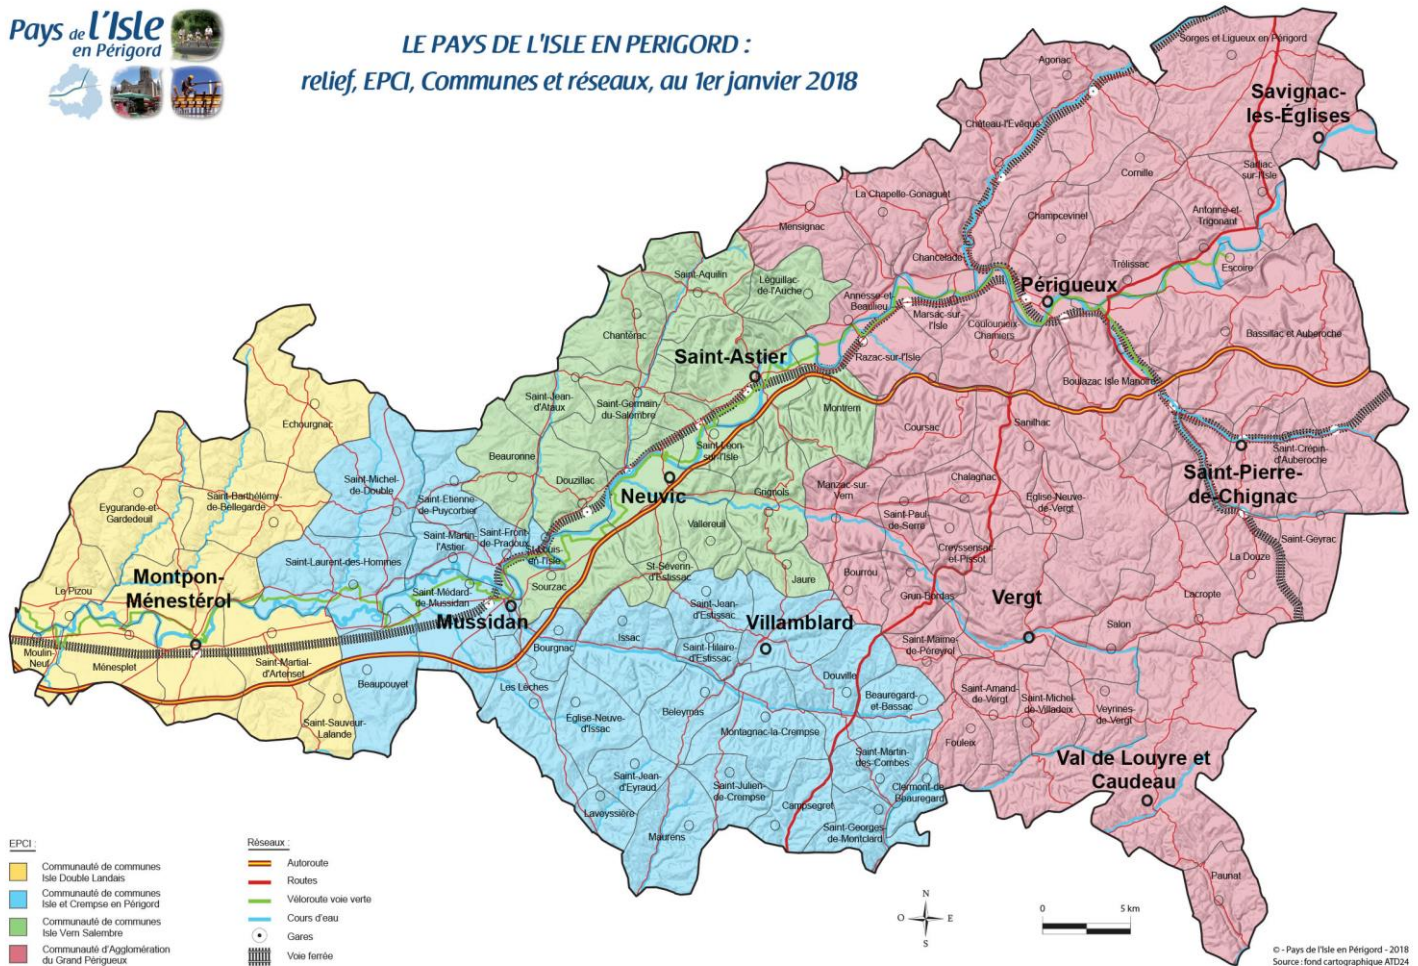 Pays de l'Isle
en Périgord
LE PAYS DE L'ISLE EN PERIGORD :
relief, EPCI, Communes et réseaux, au 1er janvier 2018
Sorges et Ligueux en Périgord
Agonac
Savignac-
les-Églises
Château-l'Evêque
Cornille
Sarliac
sur-l'Isle
La Chapelle-Gonaguet
Mensignac
Champcevinel
Antonne-et-
Trigonant
Chancelade
Trélissac
Escoire
Saint-Aquilin
Léguillac-
de-l'Auche
Annesse-et-
Beaulieu
Périgueux
Marsac-sur-
l'Isle
Coulounieix-
Chamiers
Bassillac et Auberoche
Chantérac
Saint-Astier
Razac-sur-l'Isle
Boulazac Isle Manoire
Saint-Jean-
d'Ataux
Saint-Germain-
du-Salembre
Montrem
Echourgnac
Coursac
Sanilhac
Saint-Léon-
sur-l'Isle
Saint-Crépin-
d'Auberoche
Beauronne
Saint-Pierre-
de-Chignac
Saint-Michel-
de-Double
Douzillac
Neuvic
Grignols
Manzac-sur-
Vern
Chalagnac
Saint-Barthélémy-
de-Bellegarde
Saint-Etienne
de-Puycorbier
Eglise-Neuve-
de-Vergt
Eygurande-et-
Gardedeuil
Saint-Paul-
de-Serre
Vallereuil
Saint-Martin-
l'Astier
Saint-Front-
de-Pradoux
St-Louis-
en-l'Isle
Creyssensac-
et-Pissot
Saint-Geyrac
La Douze
Saint-Laurent-des-Hommes
St-Séverin-
d'Estissac
Bourrou
Montpon-
Ménestérol
Jaure
Le Pizou
Saint-Médard-
de-Mussidan
Sourzac
Grun-Bordas
Vergt
Lacropte
Mussidan
Saint-Jean-
d'Estissac
Villamblard
Salon
Issac
Moulin-
Neuf
Ménesplet
Saint-Martial-
d'Artenset
Bourgnac
Saint-Hilaire-
d'Estissac
Saint-Maime-
de-Péreyrol
Beaupouyet
Les Lèches
Douville
Beauregard-
et-Bassac
Saint-Amand-
de-Vergt
Saint-Michel-
de-Villadeix
Veyrines-
de-Vergt
Saint-Sauveur-
Lalande
Eglise-Neuve-
d'Issac
Beleymas
Montagnac-la-Crempse
Fouleix
Saint-Martin-
des-Combes
Val de Louyre et
Caudeau
Saint-Jean-
d'Eyraud
Saint-Julien-
de-Crempse
Clermont-de-
Beauregard
Laveyssière
Campsegret
Maurens
Saint-Georges-
de-Montclard
Paunat
EPCI :
Communauté de communes
Isle Double Landais
Communauté de communes
Isle et Crempse en Périgord
Communauté de communes
Isle Vern Salembre
Communauté d'Agglomération
du Grand Périgueux
Réseaux :
Autoroute
Routes
Véloroute voie verte
Cours d'eau
Gares
Voie ferrée
N
O
E
S
0
5 km
© - Pays de l'Isle en Périgord - 2018
Source : fond cartographique ATD24